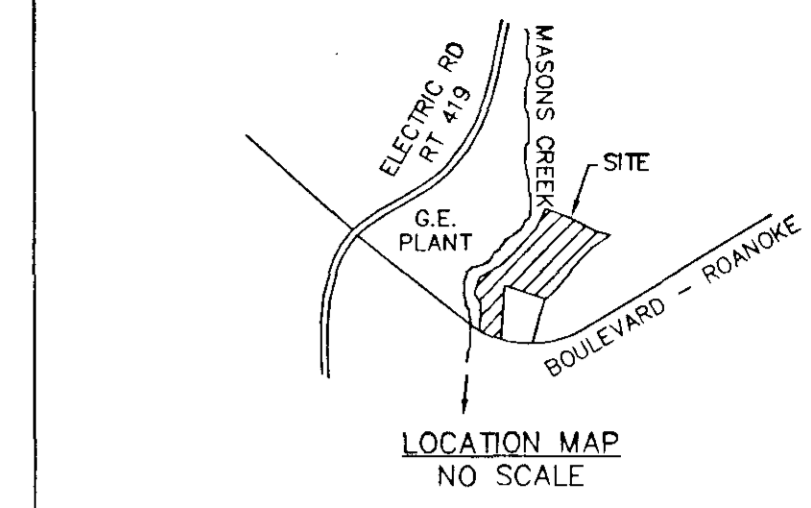 ELECTRIC RD
RT 419
MASONS CREEK
SITE
G.E.
PLANT
BOULEVARD - ROANOKE
LOCATION MAP
NO SCALE